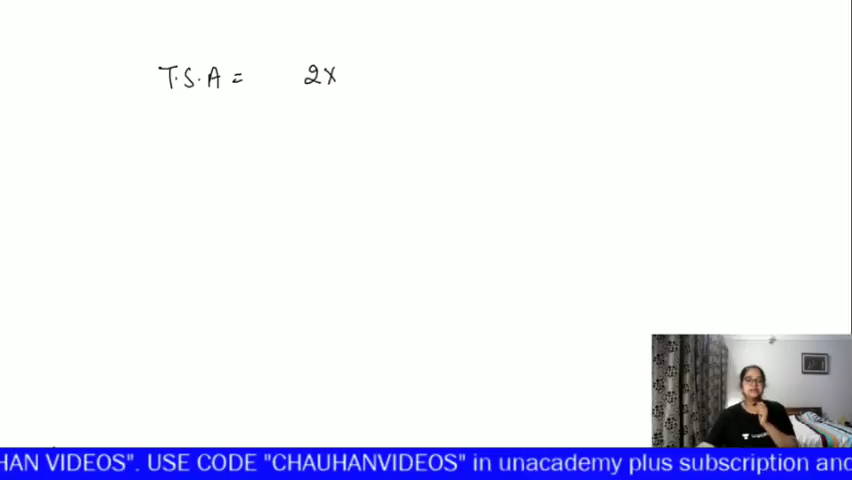 T.S.A = 2x
HAN VIDEOS". USE CODE "CHAUHANVIDEOS" in unacademy plus subscription and